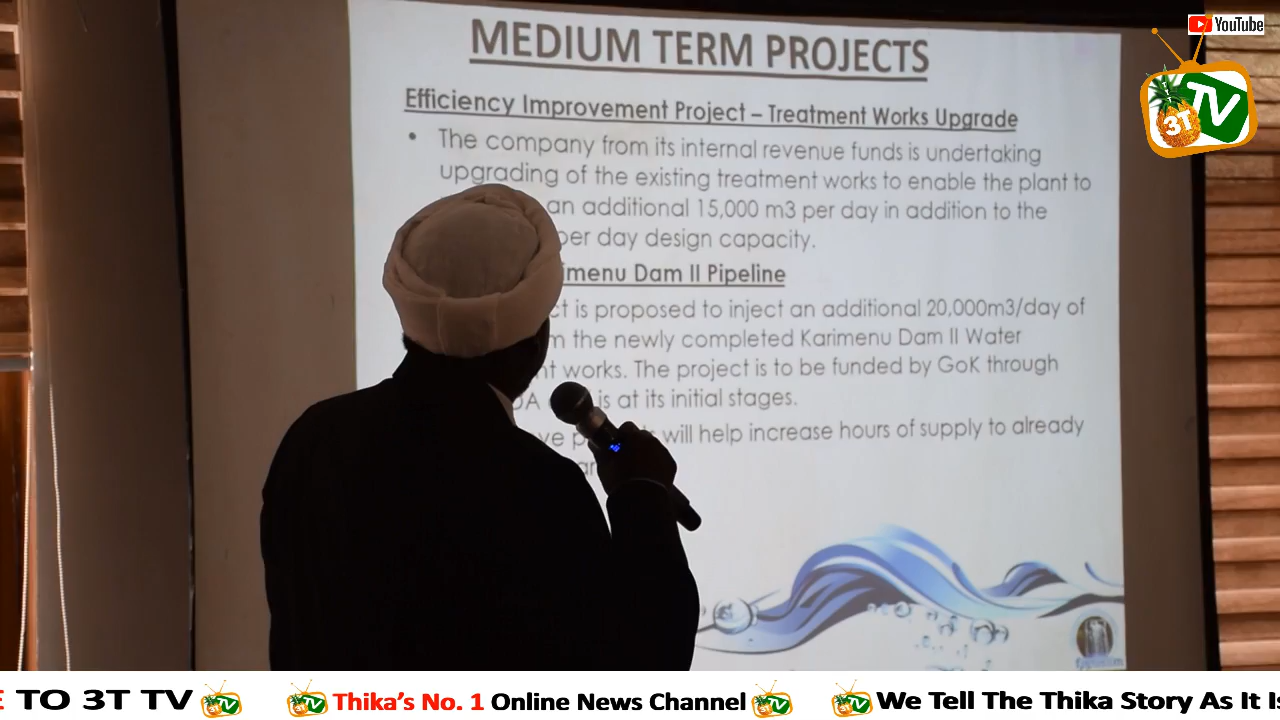 MEDIUM TERM PROJECTS
YouTube
3T TV
Efficiency Improvement Project – Treatment Works Upgrade
• The company from its internal revenue funds is undertaking
upgrading of the existing treatment works to enable the plant to
an additional 15,000 m3 per day in addition to the
per day design capacity.
imenu Dam II Pipeline
ct is proposed to inject an additional 20,000m3/day of
m the newly completed Karimenu Dam II Water
nt works. The project is to be funded by GoK through
DA is at its initial stages.
ve will help increase hours of supply to already
E TO 3T TV Thika's No. 1 Online News Channel We Tell The Thika Story As It Is